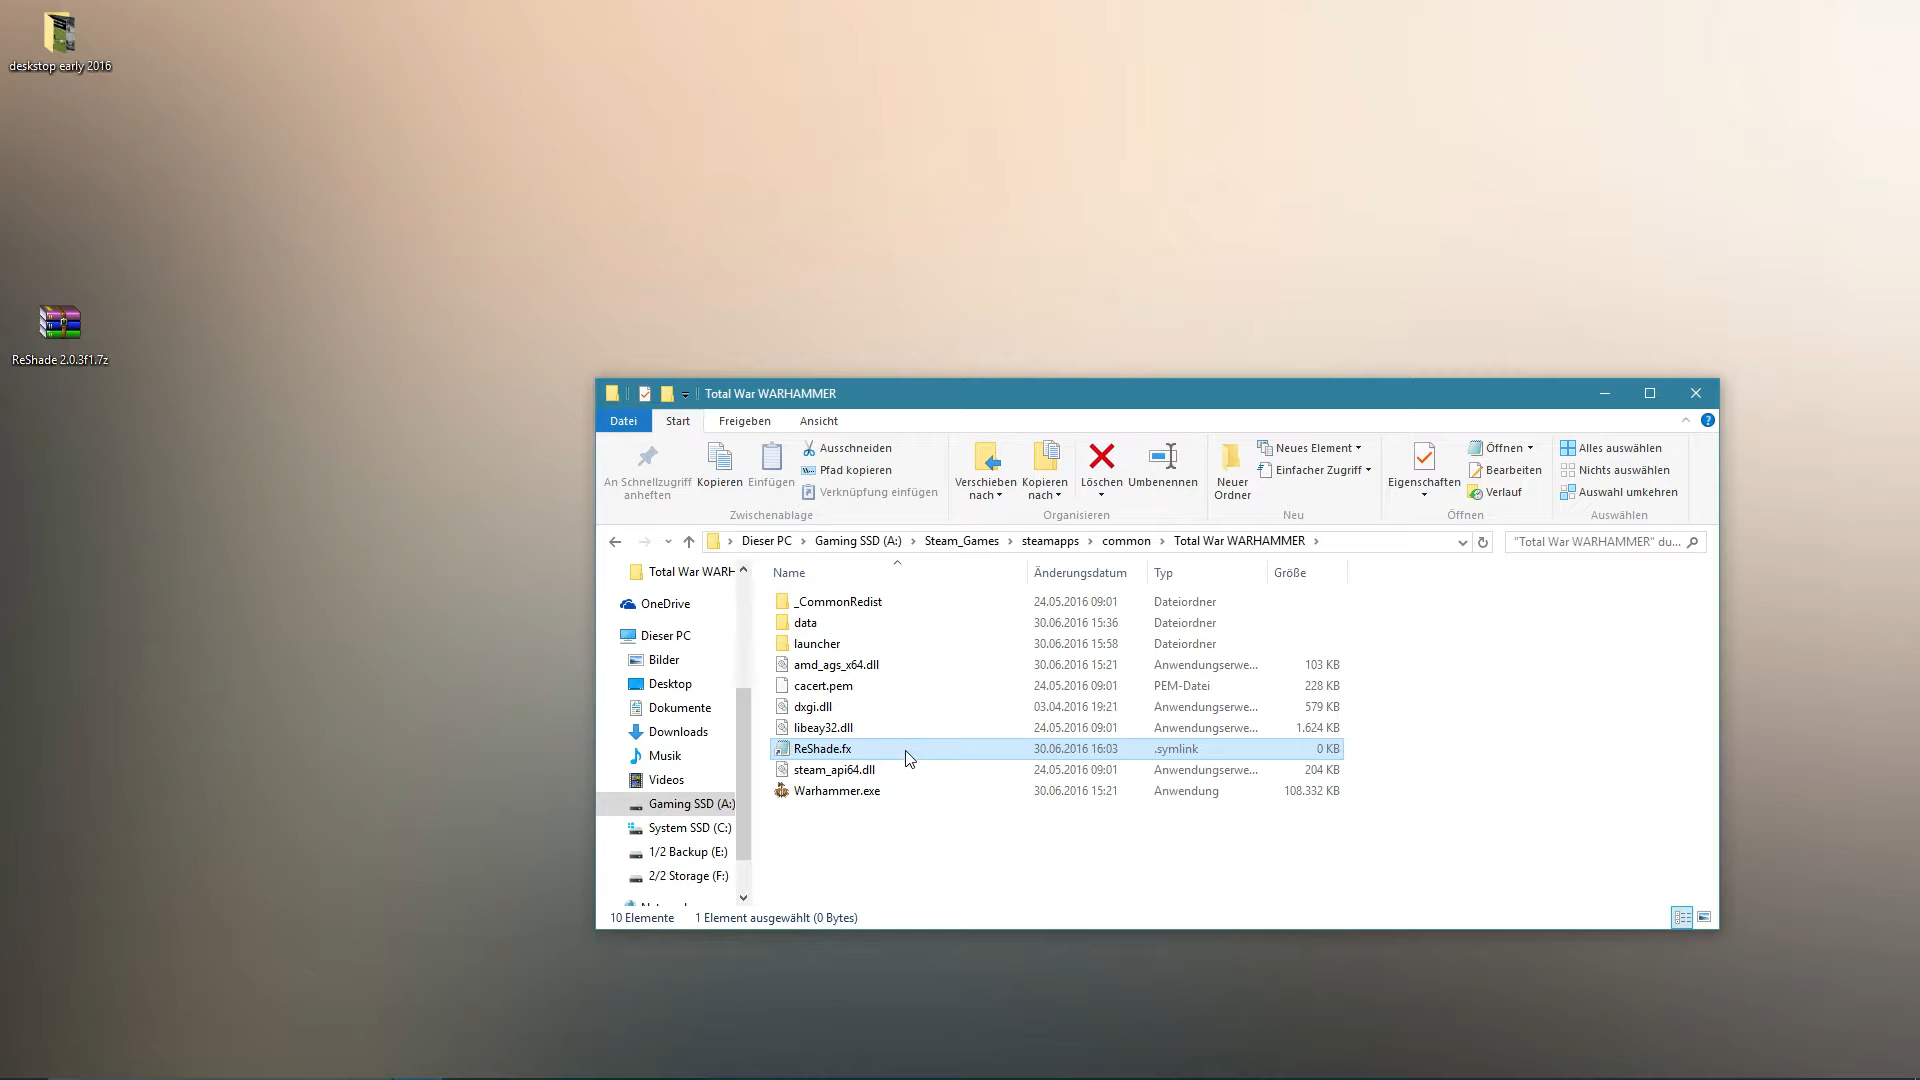 deskstop early 2016
ReShade 2.0.3f1.7z
Total War WARHAMMER
Datei Start Freigeben Ansicht
An Schnellzugriff
anheften
Kopieren
Einfügen
Ausschneiden
Pfad kopieren
Verknüpfung einfügen
Zwischenablage
Verschieben
nach
Kopieren
nach
Löschen
Umbenennen
Organisieren
Neuer
Ordner
Neues Element
Einfacher Zugriff
Neu
Eigenschaften
Öffnen
Bearbeiten
Verlauf
Öffnen
Alles auswählen
Nichts auswählen
Auswahl umkehren
Auswählen
Dieser PC > Gaming SSD (A:) > Steam_Games > steamapps > common > Total War WARHAMMER >
"Total War WARHAMMER" du...
Total War WARH
OneDrive
Dieser PC
Bilder
Desktop
Dokumente
Downloads
Musik
Videos
Gaming SSD (A:)
System SSD (C:)
1/2 Backup (E:)
2/2 Storage (F:)
Name Änderungsdatum Typ Größe
_CommonRedist 24.05.2016 09:01 Dateiordner
data 30.06.2016 15:36 Dateiordner
launcher 30.06.2016 15:58 Dateiordner
amd_ags_x64.dll 30.06.2016 15:21 Anwendungserwe... 103 KB
cacert.pem 24.05.2016 09:01 PEM-Datei 228 KB
dxgi.dll 03.04.2016 19:21 Anwendungserwe... 579 KB
libeay32.dll 24.05.2016 09:01 Anwendungserwe... 1.624 KB
ReShade.fx 30.06.2016 16:03 .symlink 0 KB
steam_api64.dll 24.05.2016 09:01 Anwendungserwe... 204 KB
Warhammer.exe 30.06.2016 15:21 Anwendung 108.332 KB
10 Elemente 1 Element ausgewählt (0 Bytes)